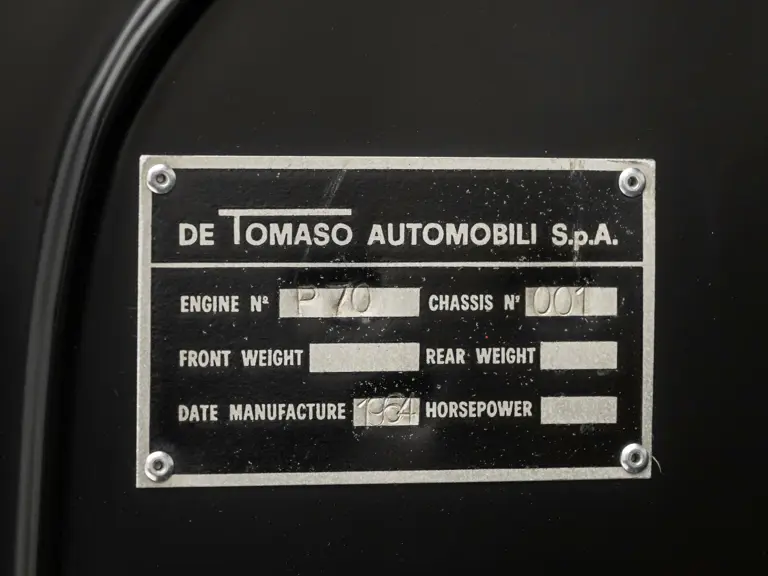 DE TOMASO AUTOMOBILI S.p.A.
ENGINE Nº P 70 CHASSIS Nº 001
FRONT WEIGHT REAR WEIGHT
DATE MANUFACTURE 1964 HORSEPOWER